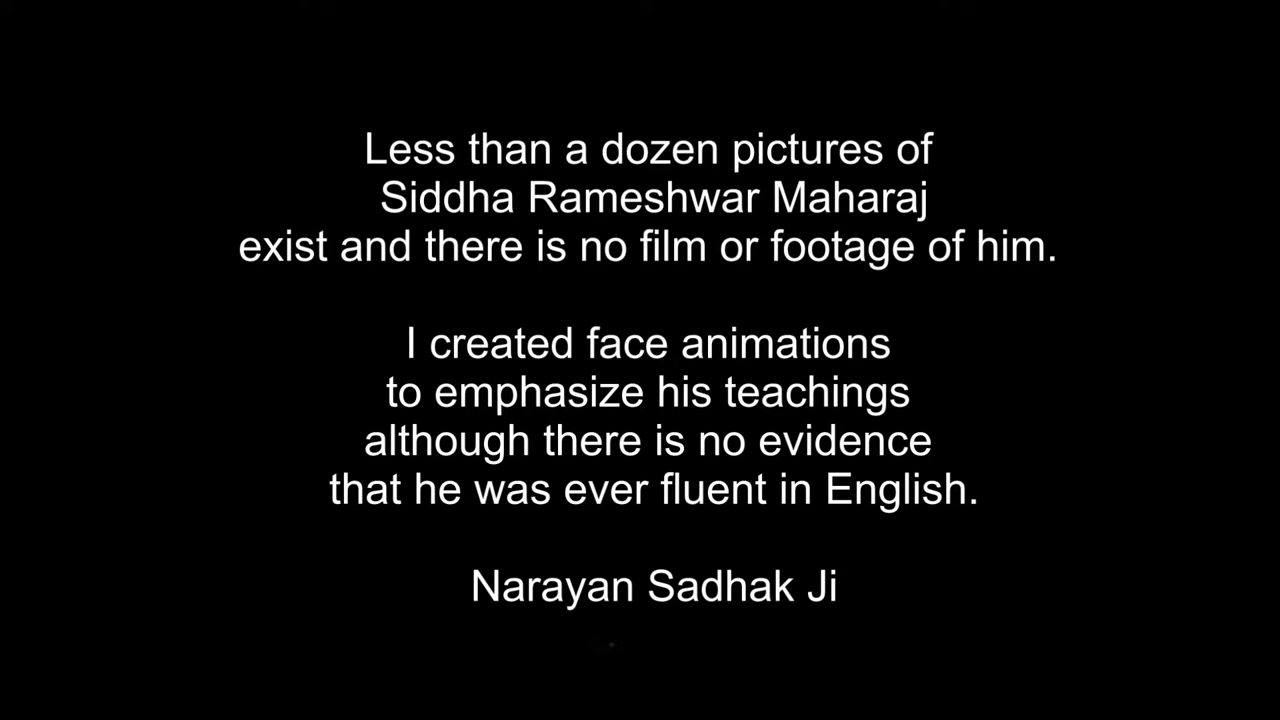 Less than a dozen pictures of
Siddha Rameshwar Maharaj
exist and there is no film or footage of him.
I created face animations
to emphasize his teachings
although there is no evidence
that he was ever fluent in English.
Narayan Sadhak Ji